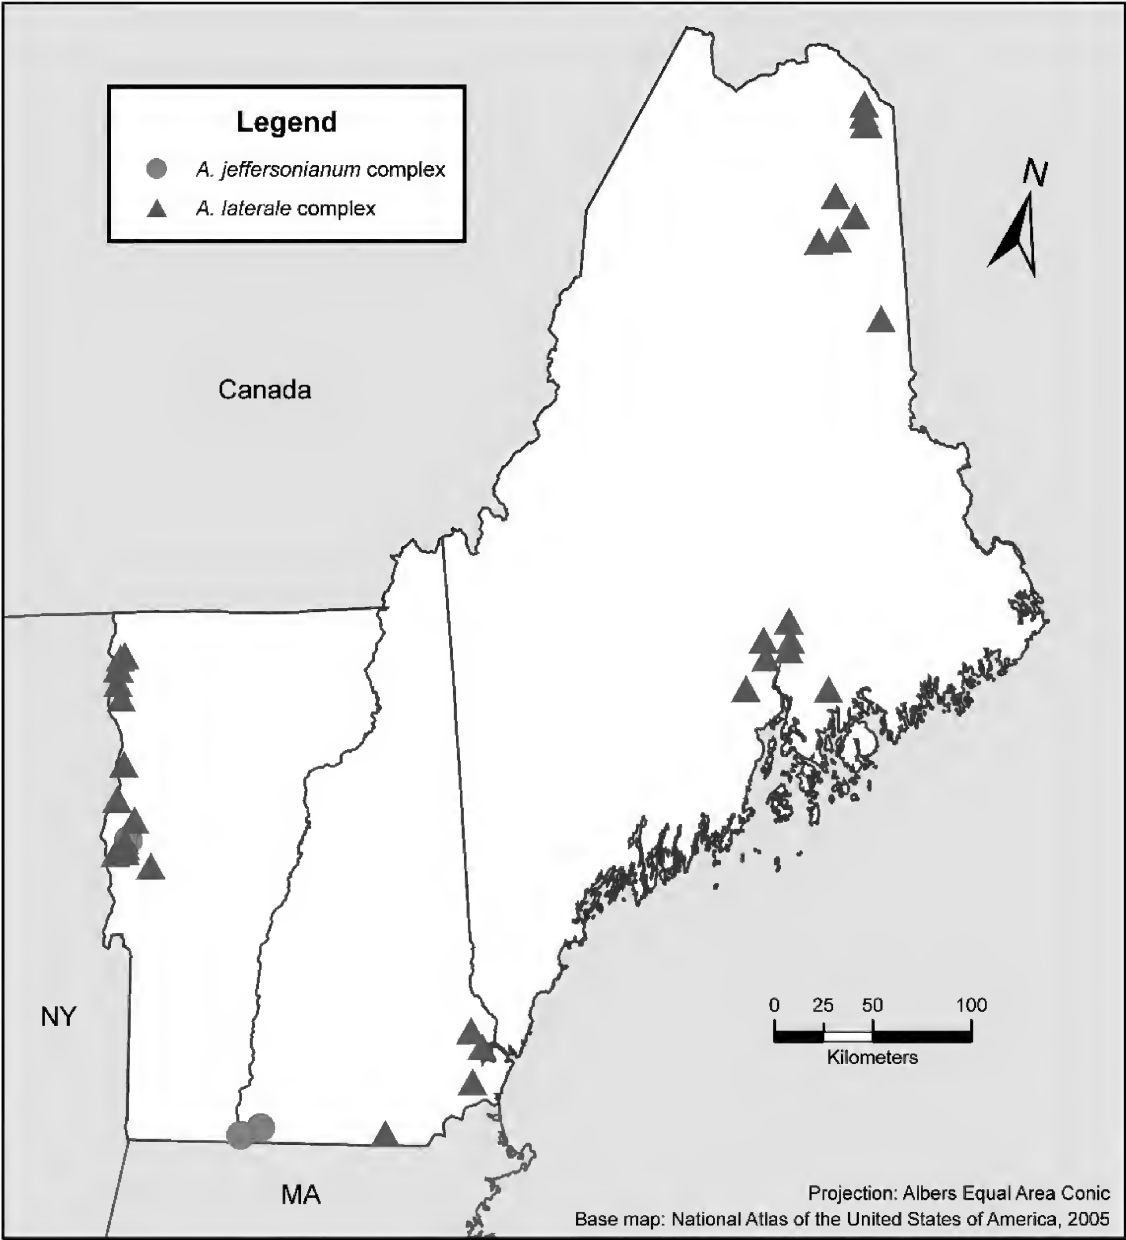 Legend
A. jeffersonianum complex
A. laterale complex
N
Canada
NY
0 25 50 100
Kilometers
MA
Projection: Albers Equal Area Conic
Base map: National Atlas of the United States of America, 2005